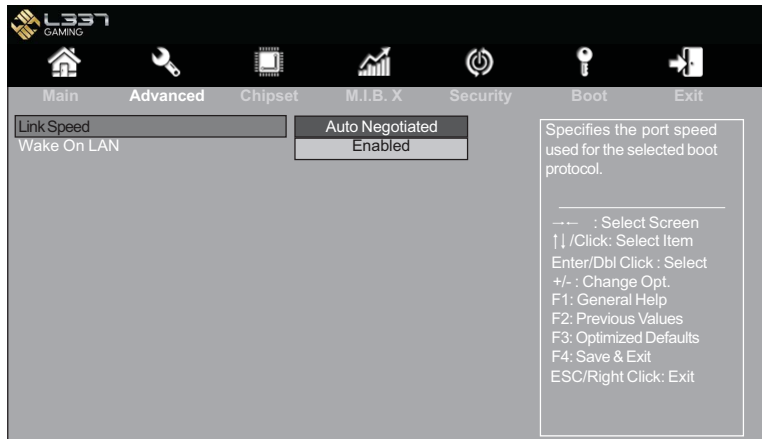 L337
GAMING
Main Advanced Chipset M.I.B. X Security Boot Exit
Link Speed Auto Negotiated
Wake On LAN Enabled
Specifies the port speed
used for the selected boot
protocol.
→← : Select Screen
↑↓/Click: Select Item
Enter/Dbl Click : Select
+/- : Change Opt.
F1: General Help
F2: Previous Values
F3: Optimized Defaults
F4: Save & Exit
ESC/Right Click: Exit